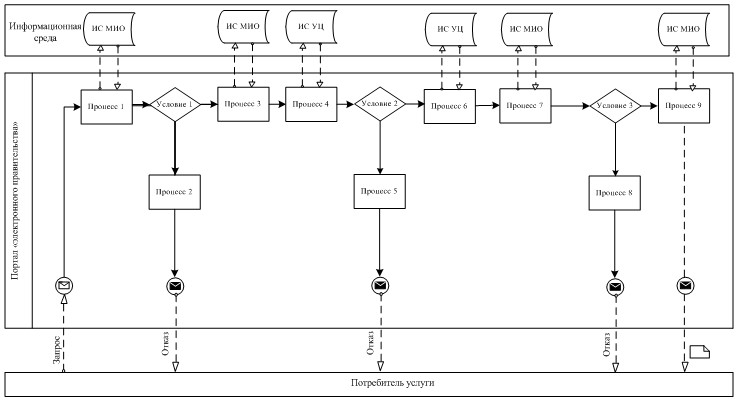 Информационная
среда
ИС МИО
ИС МИО
ИС УЦ
ИС УЦ
ИС МИО
ИС МИО
Портал «электронного правительства»
Процесс 1
Условие 1
Процесс 3
Процесс 4
Условие 2
Процесс 6
Процесс 7
Условие 3
Процесс 9
Процесс 2
Процесс 5
Процесс 8
Запрос
Отказ
Отказ
Отказ
Потребитель услуги